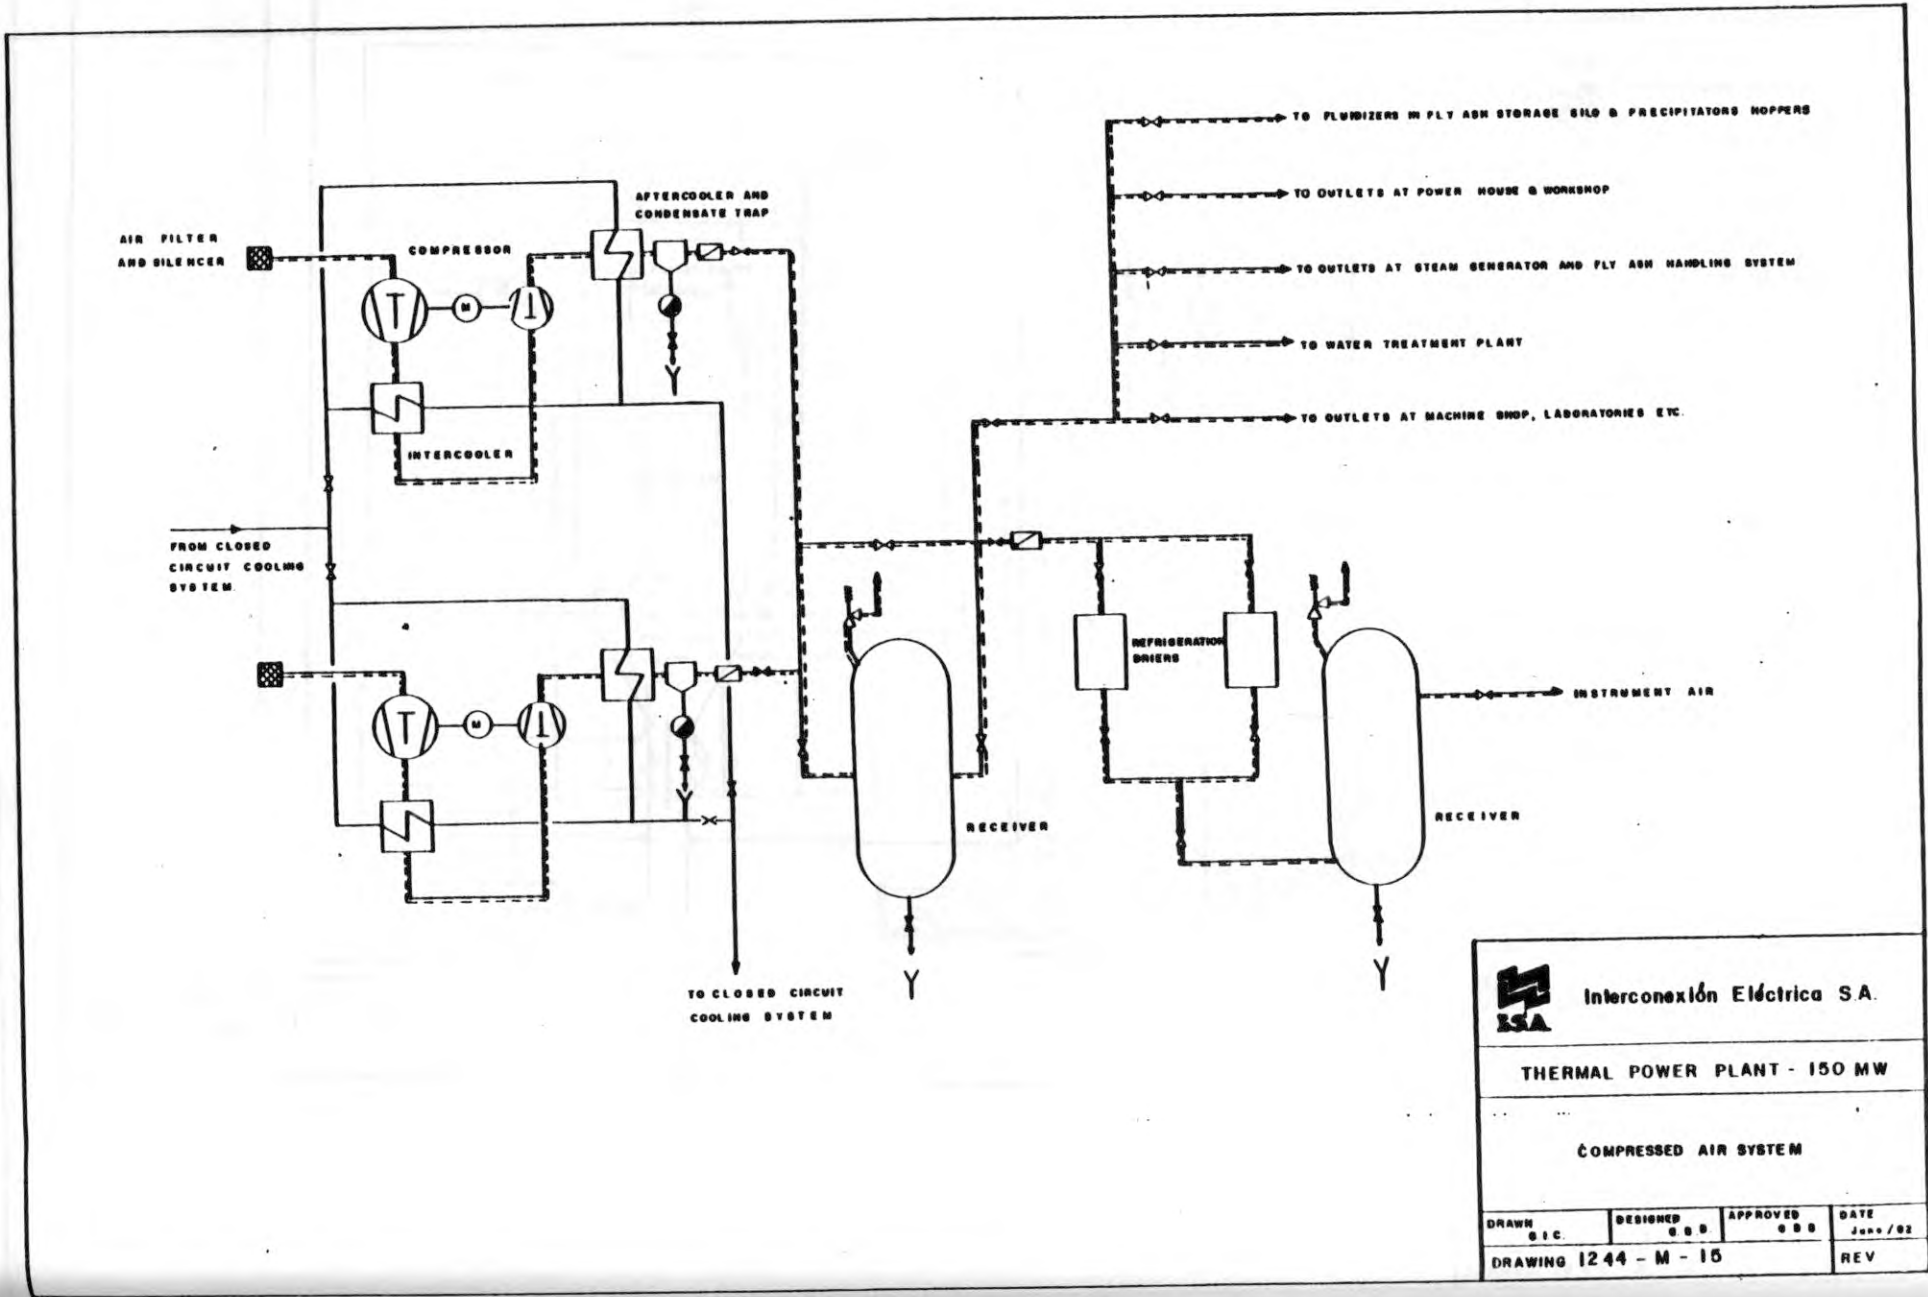 TO FLUIDIZERS IN FLY ASH STORAGE SILO & PRECIPITATORS HOPPERS
TO OUTLETS AT POWER HOUSE & WORKSHOP
TO OUTLETS AT STEAM GENERATOR AND FLY ASH HANDLING SYSTEM
TO WATER TREATMENT PLANT
TO OUTLETS AT MACHINE SHOP, LABORATORIES ETC.
AFTERCOOLER AND
CONDENSATE TRAP
AIR FILTER
AND SILENCER
COMPRESSOR
M
INTERCOOLER
FROM CLOSED
CIRCUIT COOLING
SYSTEM.
M
REFRIGERATION
DRIERS
INSTRUMENT AIR
RECEIVER
RECEIVER
TO CLOSED CIRCUIT
COOLING SYSTEM
ISA
Interconexión Eléctrica S.A.
THERMAL POWER PLANT - 150 MW
COMPRESSED AIR SYSTEM
DRAWN
DESIGNED
APPROVED
DATE
June/82
DRAWING 1244 - M - 15
REV